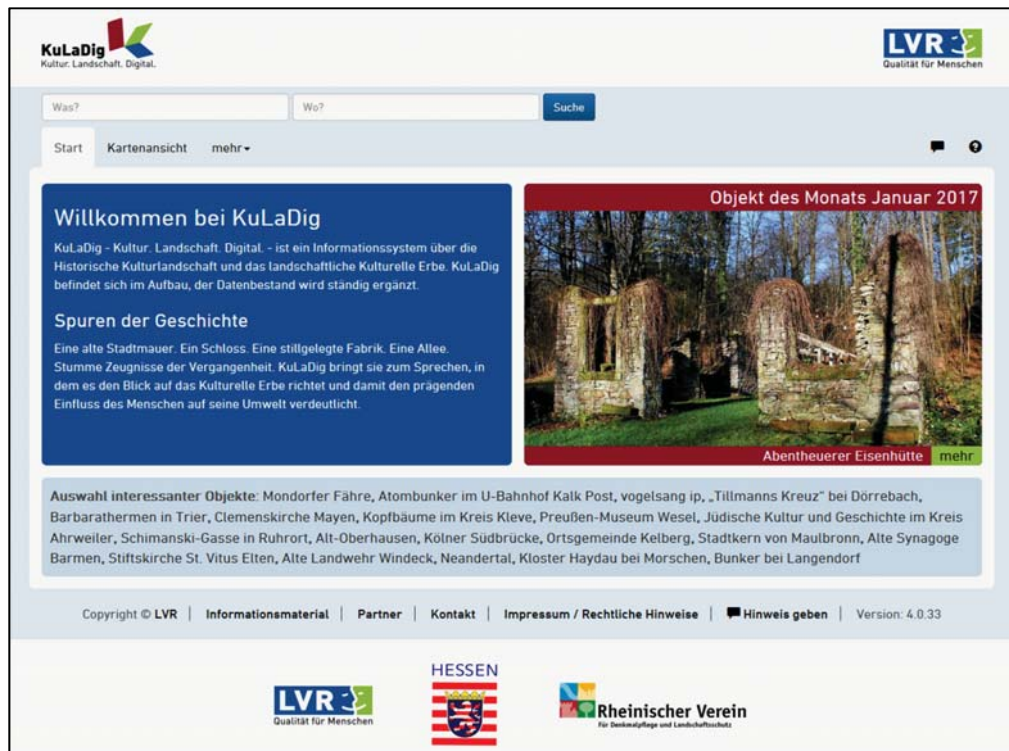 KuLaDig
Kultur. Landschaft. Digital.
LVR
Qualität für Menschen
Was?
Wo?
Suche
Start
Kartenansicht
mehr
Willkommen bei KuLaDig
KuLaDig - Kultur. Landschaft. Digital. - ist ein Informationssystem über die
Historische Kulturlandschaft und das landschaftliche Kulturelle Erbe. KuLaDig
befindet sich im Aufbau, der Datenbestand wird ständig ergänzt.
Spuren der Geschichte
Eine alte Stadtmauer. Ein Schloss. Eine stillgelegte Fabrik. Eine Allee.
Stumme Zeugnisse der Vergangenheit. KuLaDig bringt sie zum Sprechen, in
dem es den Blick auf das Kulturelle Erbe richtet und damit den prägenden
Einfluss des Menschen auf seine Umwelt verdeutlicht.
Objekt des Monats Januar 2017
Abentheuerer Eisenhütte
mehr
Auswahl interessanter Objekte: Mondorfer Fähre, Atombunker im U-Bahnhof Kalk Post, vogelsang ip, „Tillmanns Kreuz" bei Dörrebach,
Barbarathermen in Trier, Clemenskirche Mayen, Kopfbäume im Kreis Kleve, Preußen-Museum Wesel, Jüdische Kultur und Geschichte im Kreis
Ahrweiler, Schimanski-Gasse in Ruhrort, Alt-Oberhausen, Kölner Südbrücke, Ortsgemeinde Kelberg, Stadtkern von Maulbronn, Alte Synagoge
Barmen, Stiftskirche St. Vitus Elten, Alte Landwehr Windeck, Neandertal, Kloster Haydau bei Morschen, Bunker bei Langendorf
Copyright © LVR | Informationsmaterial | Partner | Kontakt | Impressum / Rechtliche Hinweise | Hinweis geben | Version: 4.0.33
LVR
Qualität für Menschen
HESSEN
Rheinischer Verein
Für Denkmalpflege und Landschaftsschutz